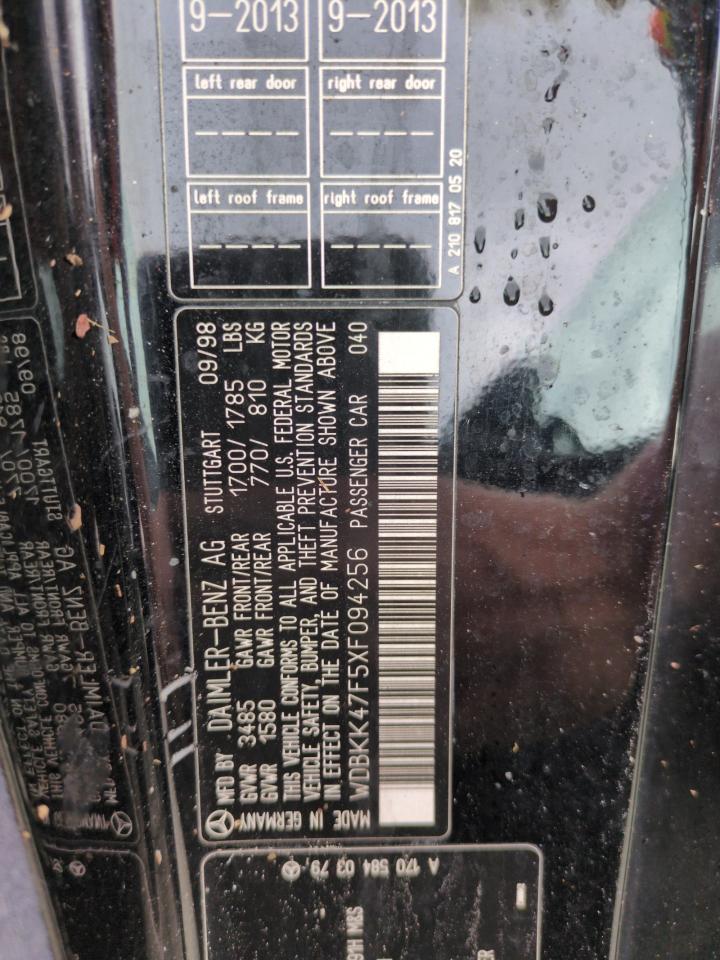 9-2013 9-2013
left rear door right rear door
left roof frame right roof frame
A 210 817 05 20
MFD BY DAIMLER-BENZ AG STUTTGART 09/98
GVWR 3485 GAWR FRONT/REAR 1700/ 1785 LBS
GVWR 1580 GAWR FRONT/REAR 770/ 810 KG
THIS VEHICLE CONFORMS TO ALL APPLICABLE U.S. FEDERAL MOTOR
VEHICLE SAFETY, BUMPER, AND THEFT PREVENTION STANDARDS
IN EFFECT ON THE DATE OF MANUFACTURE SHOWN ABOVE
WDBKK47F5XF094256 PASSENGER CAR 040
MADE IN GERMANY
A 170 584 03 79